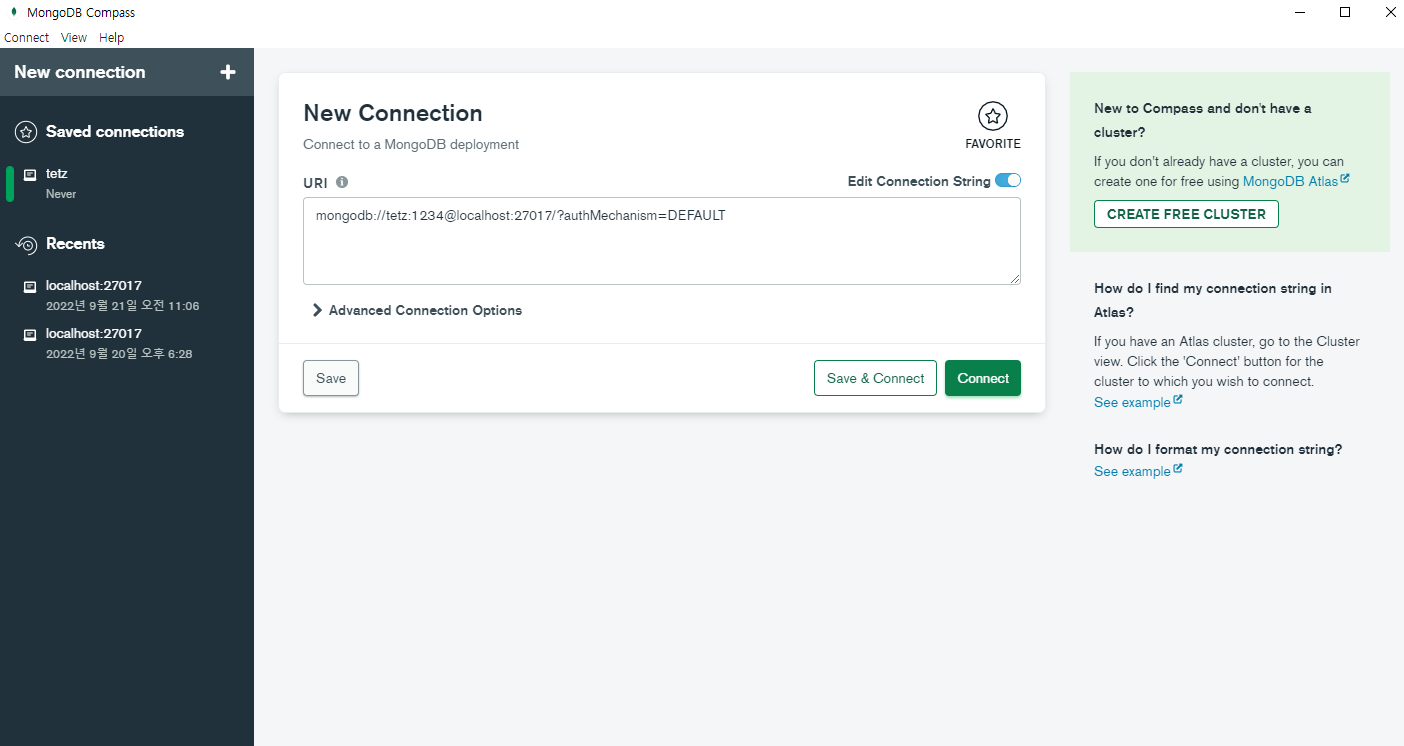 MongoDB Compass
Connect View Help
New connection
Saved connections
tetz
Never
Recents
localhost:27017
2022년 9월 21일 오전 11:06
localhost:27017
2022년 9월 20일 오후 6:28
New Connection
Connect to a MongoDB deployment
FAVORITE
URI
Edit Connection String
mongodb://tetz:1234@localhost:27017/?authMechanism=DEFAULT
Advanced Connection Options
Save
Save & Connect
Connect
New to Compass and don't have a
cluster?
If you don't already have a cluster, you can
create one for free using MongoDB Atlas
CREATE FREE CLUSTER
How do I find my connection string in
Atlas?
If you have an Atlas cluster, go to the Cluster
view. Click the 'Connect' button for the
cluster to which you wish to connect.
See example
How do I format my connection string?
See example